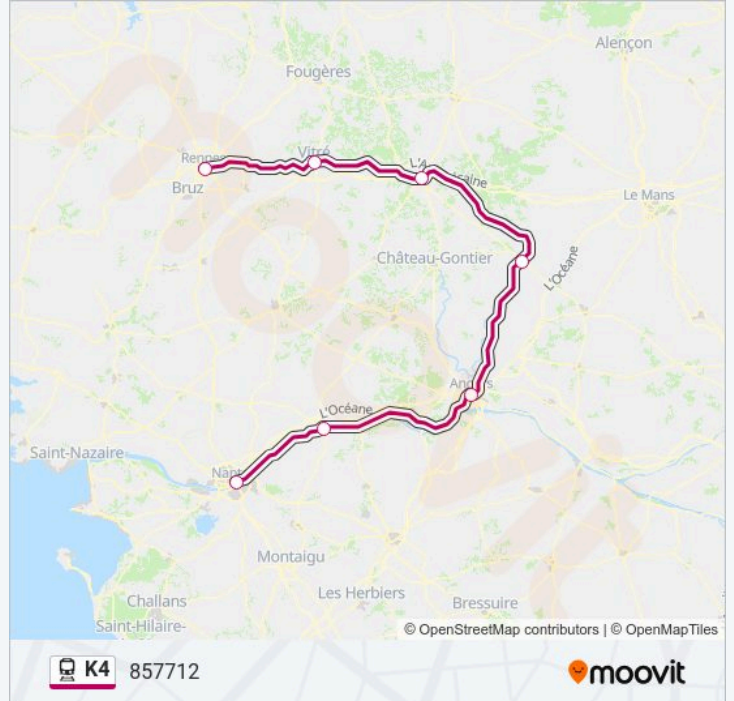 Alençon
Fougères
Vitré
Rennes
L'Océane
Bruz
Le Mans
Château-Gontier
Angers
L'Océane
Saint-Nazaire
Nantes
Montaigu
Les Herbiers
Challans
Bressuire
Saint-Hilaire-
© OpenStreetMap contributors | © OpenMapTiles
K4 857712
moovit